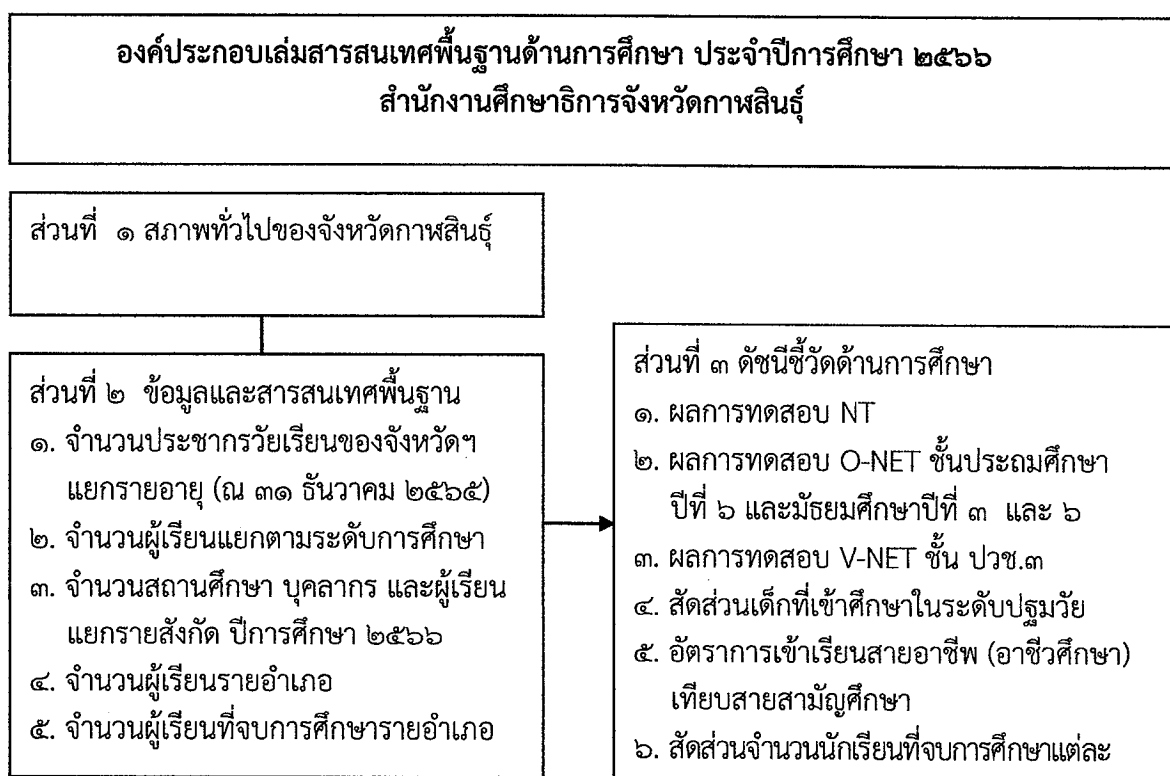 องค์ประกอบเล่มสารสนเทศพื้นฐานด้านการศึกษา ประจำปีการศึกษา ๒๕๖๖
สำนักงานศึกษาธิการจังหวัดกาฬสินธุ์
ส่วนที่ ๑ สภาพทั่วไปของจังหวัดกาฬสินธุ์
ส่วนที่ ๒ ข้อมูลและสารสนเทศพื้นฐาน
๑. จำนวนประชากรวัยเรียนของจังหวัดฯ
แยกรายอายุ (ณ ๓๑ ธันวาคม ๒๕๖๕)
๒. จำนวนผู้เรียนแยกตามระดับการศึกษา
๓. จำนวนสถานศึกษา บุคลากร และผู้เรียน
แยกรายสังกัด ปีการศึกษา ๒๕๖๖
๔. จำนวนผู้เรียนรายอำเภอ
๕. จำนวนผู้เรียนที่จบการศึกษารายอำเภอ
ส่วนที่ ๓ ดัชนีชี้วัดด้านการศึกษา
๑. ผลการทดสอบ NT
๒. ผลการทดสอบ O-NET ชั้นประถมศึกษา
ปีที่ ๖ และมัธยมศึกษาปีที่ ๓ และ ๖
๓. ผลการทดสอบ V-NET ชั้น ปวช.๓
๔. สัดส่วนเด็กที่เข้าศึกษาในระดับปฐมวัย
๕. อัตราการเข้าเรียนสายอาชีพ (อาชีวศึกษา)
เทียบสายสามัญศึกษา
๖. สัดส่วนจำนวนนักเรียนที่จบการศึกษาแต่ละ